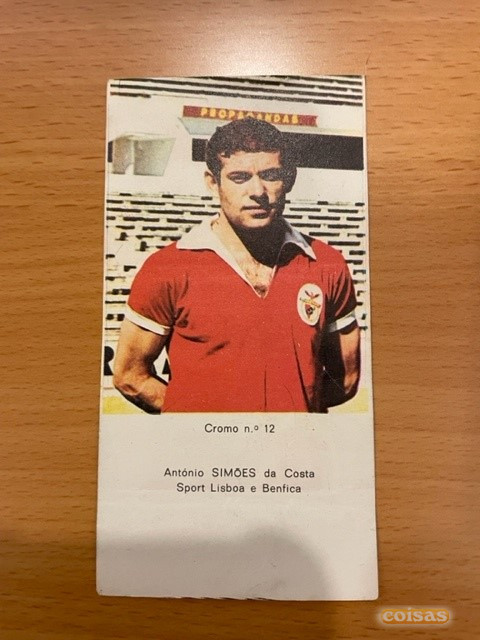 PROPAGANDAS
Cromo n.º 12
António SIMÕES da Costa
Sport Lisboa e Benfica
coisas